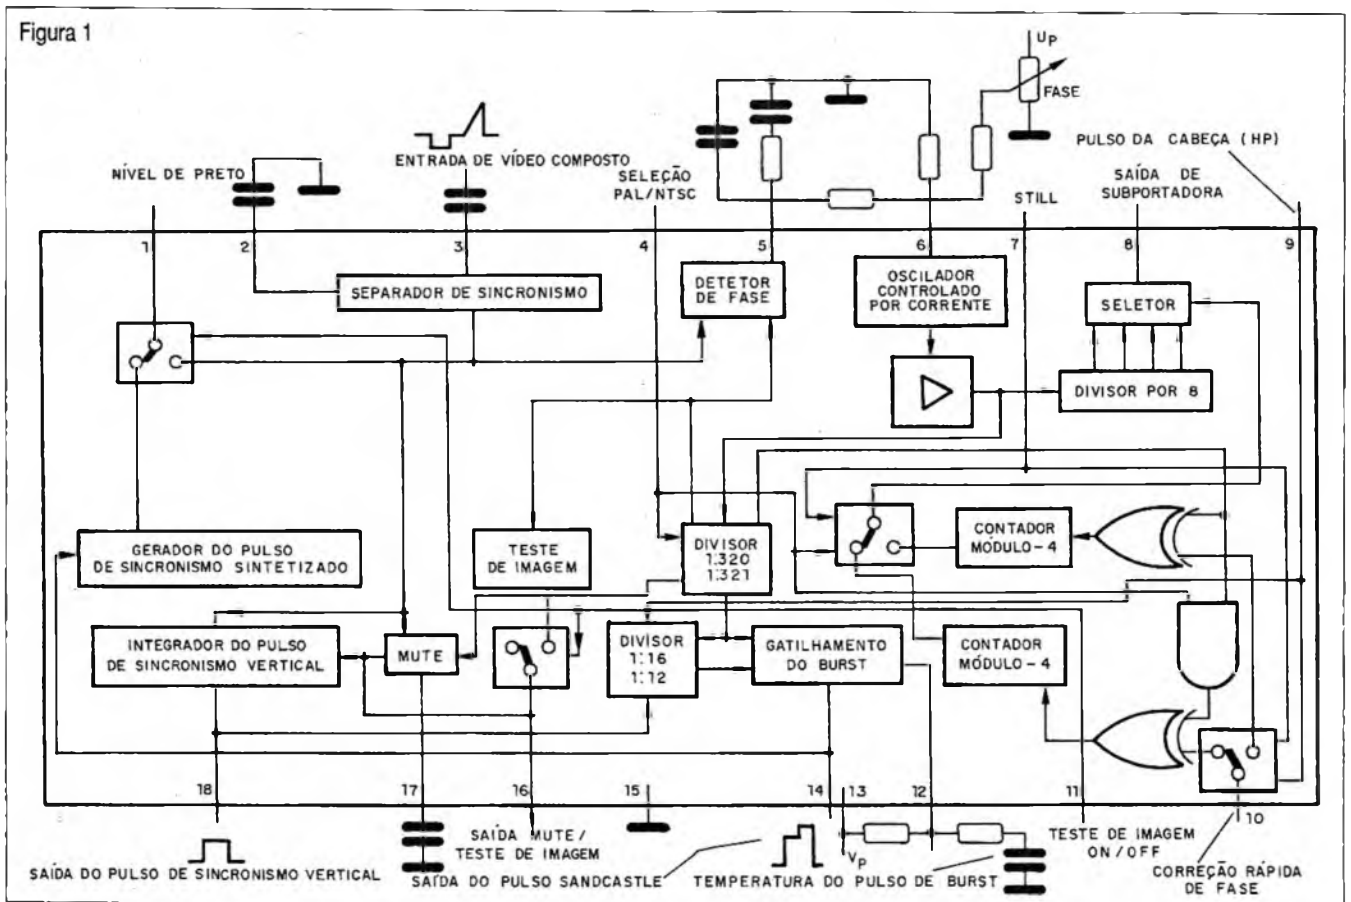 Figura 1
UP
FASE
PULSO DA CABEÇA (HP)
NÍVEL DE PRETO
ENTRADA DE VÍDEO COMPOSTO
SELEÇÃO
PAL/NTSC
STILL
SAÍDA DE
SUBPORTADORA
1
2
3
4
5
6
7
8
9
SEPARADOR DE SINCRONISMO
DETETOR
DE FASE
OSCILADOR
CONTROLADO
POR CORRENTE
SELETOR
DIVISOR POR 8
GERADOR DO PULSO
DE SINCRONISMO SINTETIZADO
TESTE
DE IMAGEM
DIVISOR
1:320
1:321
CONTADOR
MÓDULO-4
INTEGRADOR DO PULSO
DE SINCRONISMO VERTICAL
MUTE
DIVISOR
1:16
1:12
GATILHAMENTO
DO BURST
CONTADOR
MÓDULO-4
18
17
16
15
14
13
12
11
10
SAÍDA MUTE/
TESTE DE IMAGEM
VP
TESTE DE IMAGEM
ON/OFF
CORREÇÃO RÁPIDA
DE FASE
SAÍDA DO PULSO DE SINCRONISMO VERTICAL
SAÍDA DO PULSO SANDCASTLE
TEMPERATURA DO PULSO DE BURST